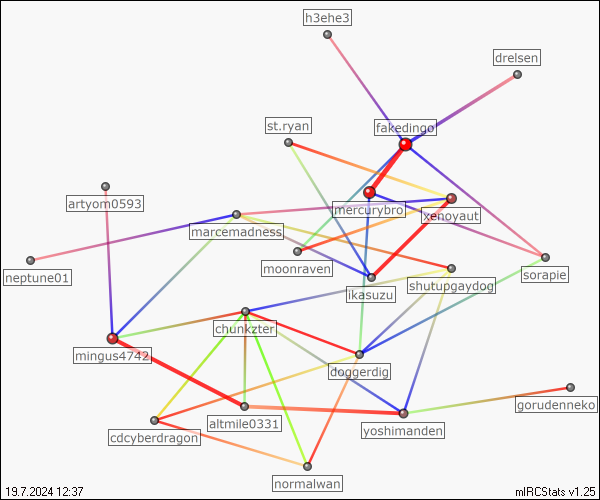 h3ehe3
drelsen
st.ryan
fakedingo
artyom0593
mercurybro
xenoyaut
marcemadness
moonraven
sorapie
neptune01
ikasuzu
shutupgaydog
chunkzter
mingus4742
doggerdig
gorudenneko
altmile0331
yoshimanden
cdcyberdragon
normalwan
19.7.2024 12:37
mIRCStats v1.25